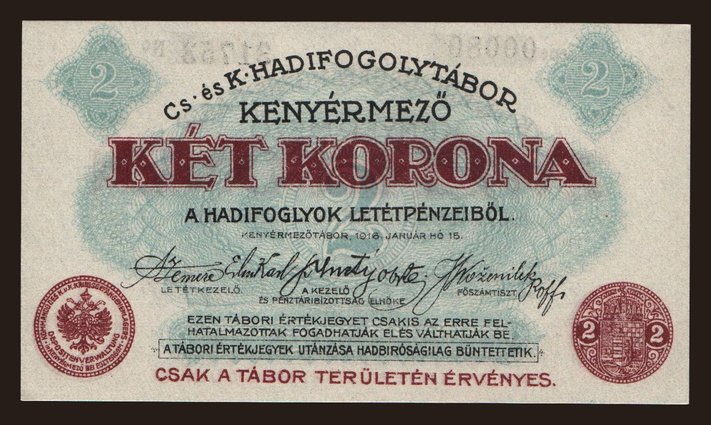 2
2
Cs. és K. HADIFOGOLYTÁBOR
KENYÉRMEZŐ
KÉT KORONA
A HADIFOGLYOK LETÉTPÉNZEIBŐL.
KENYÉRMEZŐTÁBOR, 1916. JANUÁR HÓ 15.
LETÉTKEZELŐ.
A KEZELŐ
ÉS PÉNZTÁRIBIZOTTSÁG ELNÖKE
FŐSZÁMTISZT
EZEN TÁBORI ÉRTÉKJEGYET CSAKIS AZ ERRE FEL-
HATALMAZOTTAK FOGADHATJÁK EL ÉS VÁLTHATJÁK BE
A TÁBORI ÉRTÉKJEGYEK UTÁNZÁSA HADBIRÓSÁGILAG BÜNTETTETIK.
CSAK A TÁBOR TERÜLETÉN ÉRVÉNYES.
DEPOSITENVERWALTUNG
2 2